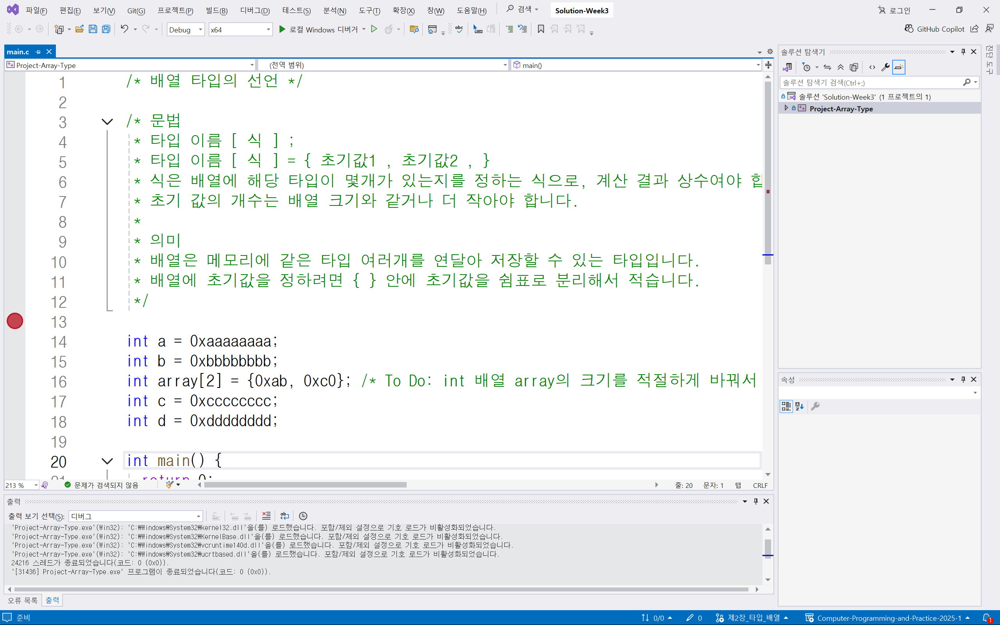 파일(F) 편집(E) 보기(V) Git(G) 프로젝트(P) 빌드(B) 디버그(D) 테스트(S) 분석(N) 도구(T) 확장(X) 창(W) 도움말(H) 검색 Solution-Week3 로그인
Debug x64 로컬 Windows 디버거 GitHub Copilot
main.c
Project-Array-Type (전역 범위) main()
1 /* 배열 타입의 선언 */
2
3 /* 문법
4 * 타입 이름 [ 식 ] ;
5 * 타입 이름 [ 식 ] = { 초기값1 , 초기값2 , }
6 * 식은 배열에 해당 타입이 몇개가 있는지를 정하는 식으로, 계산 결과 상수여야 합
7 * 초기 값의 개수는 배열 크기와 같거나 더 작아야 합니다.
8 *
9 * 의미
10 * 배열은 메모리에 같은 타입 여러개를 연달아 저장할 수 있는 타입입니다.
11 * 배열에 초기값을 정하려면 { } 안에 초기값을 쉼표로 분리해서 적습니다.
12 */
13
14 int a = 0xaaaaaaaa;
15 int b = 0xbbbbbbbb;
16 int array[2] = {0xab, 0xc0}; /* To Do: int 배열 array의 크기를 적절하게 바꿔서
17 int c = 0xcccccccc;
18 int d = 0xdddddddd;
19
20 int main() {
21 return 0;
213 % 문제가 검색되지 않음 줄: 20 문자: 1 탭 CRLF
출력
출력 보기 선택(S): 디버그
'Project-Array-Type.exe'(Win32): 'C:₩Windows₩System32₩kernel32.dll'을(를) 로드했습니다. 포함/제외 설정으로 기호 로드가 비활성화되었습니다.
'Project-Array-Type.exe'(Win32): 'C:₩Windows₩System32₩KernelBase.dll'을(를) 로드했습니다. 포함/제외 설정으로 기호 로드가 비활성화되었습니다.
'Project-Array-Type.exe'(Win32): 'C:₩Windows₩System32₩vcruntime140d.dll'을(를) 로드했습니다. 포함/제외 설정으로 기호 로드가 비활성화되었습니다.
'Project-Array-Type.exe'(Win32): 'C:₩Windows₩System32₩ucrtbased.dll'을(를) 로드했습니다. 포함/제외 설정으로 기호 로드가 비활성화되었습니다.
24216 스레드가 종료되었습니다(코드: 0 (0x0)).
'[31436] Project-Array-Type.exe' 프로그램이 종료되었습니다(코드: 0 (0x0)).
오류 목록 출력
솔루션 탐색기
솔루션 탐색기 검색(Ctrl+;)
솔루션 'Solution-Week3' (1 프로젝트의 1)
Project-Array-Type
속성
진단 도구
준비 0/0 0 제2장_타입_배열 Computer-Programming-and-Practice-2025-1 1